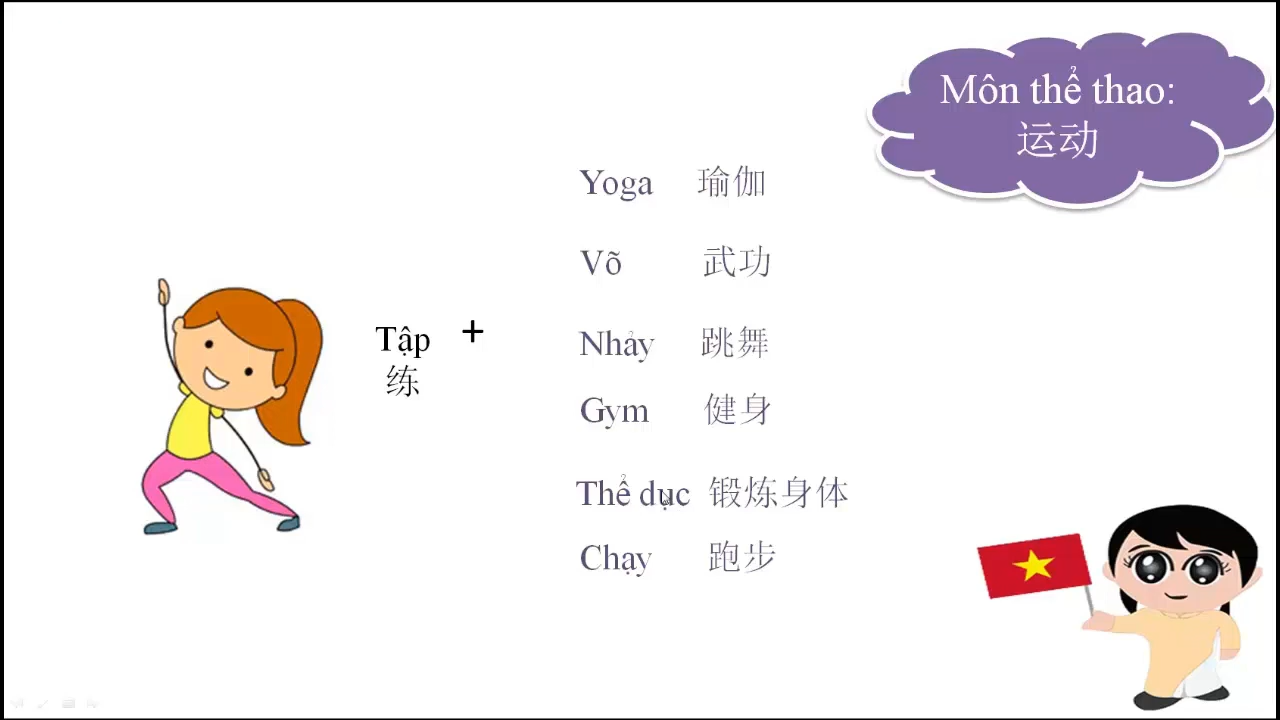 Môn thể thao:
运动
Yoga 瑜伽
Võ 武功
Tập +
练
Nhảy 跳舞
Gym 健身
Thể dục 锻炼身体
Chạy 跑步